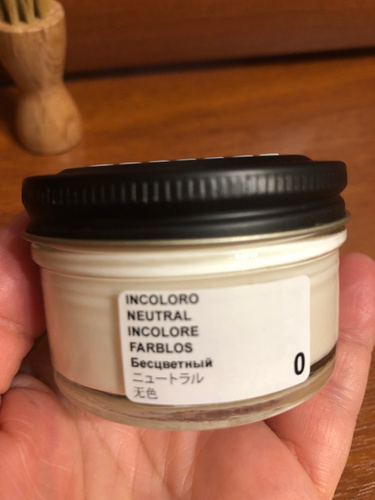 INCOLORO
NEUTRAL
INCOLORE
FARBLOS
Бесцветный
ニュートラル
无色
0